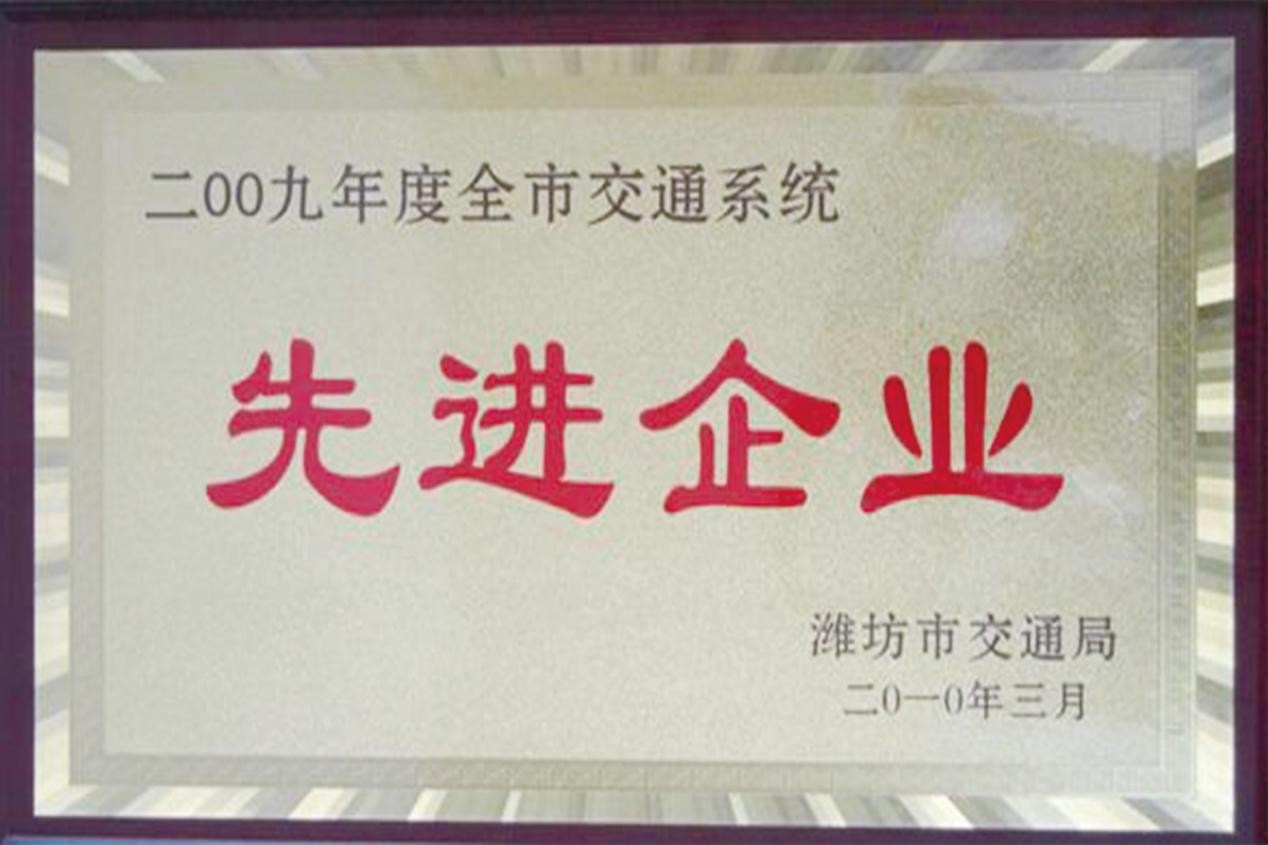 二00九年度全市交通系统
先进企业
潍坊市交通局
二0一0年三月